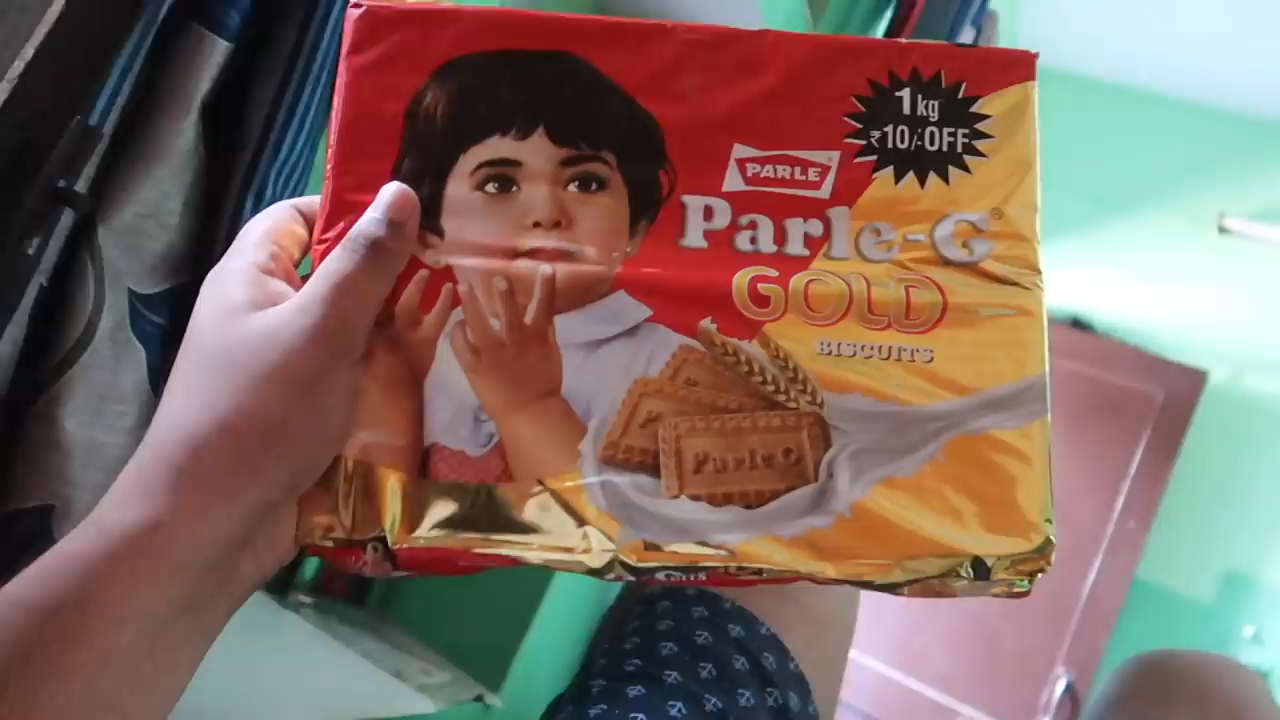 1 kg
₹10/-OFF
PARLE
Parle-G®
GOLD
BISCUITS
Parle-G